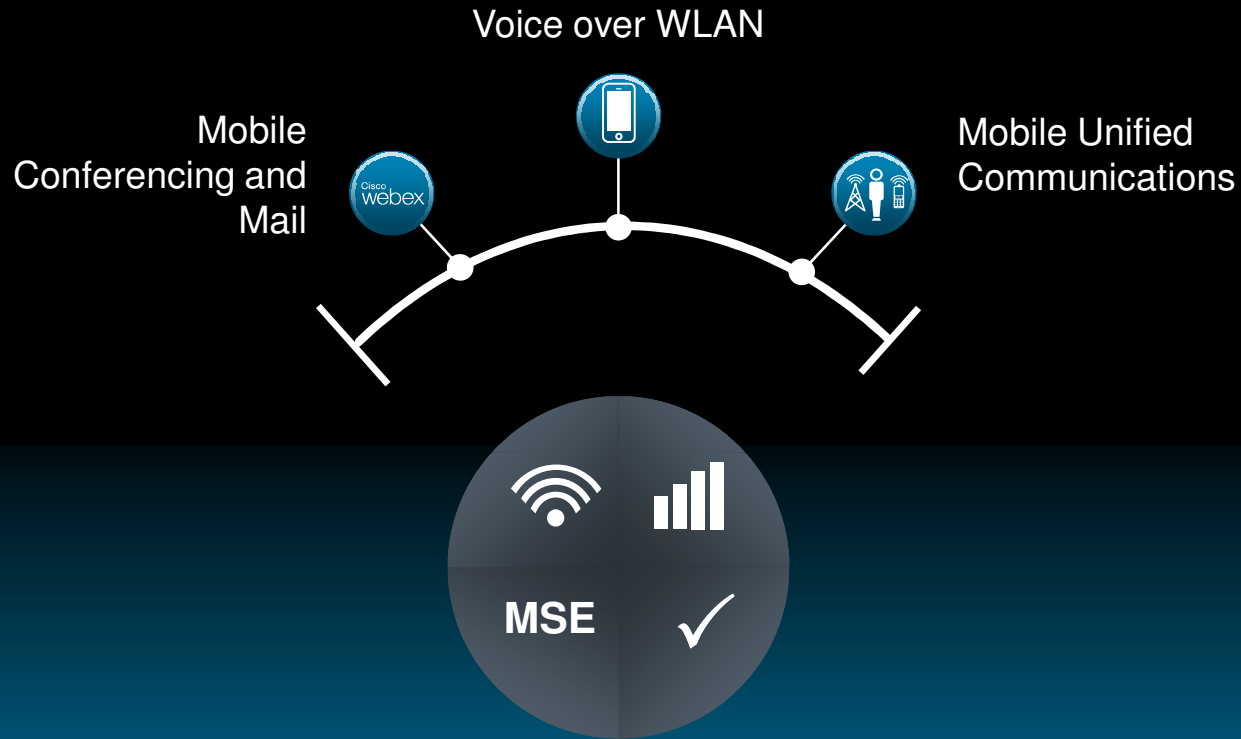 Voice over WLAN
Mobile
Conferencing and
Mail
Cisco
webex
Mobile Unified
Communications
MSE